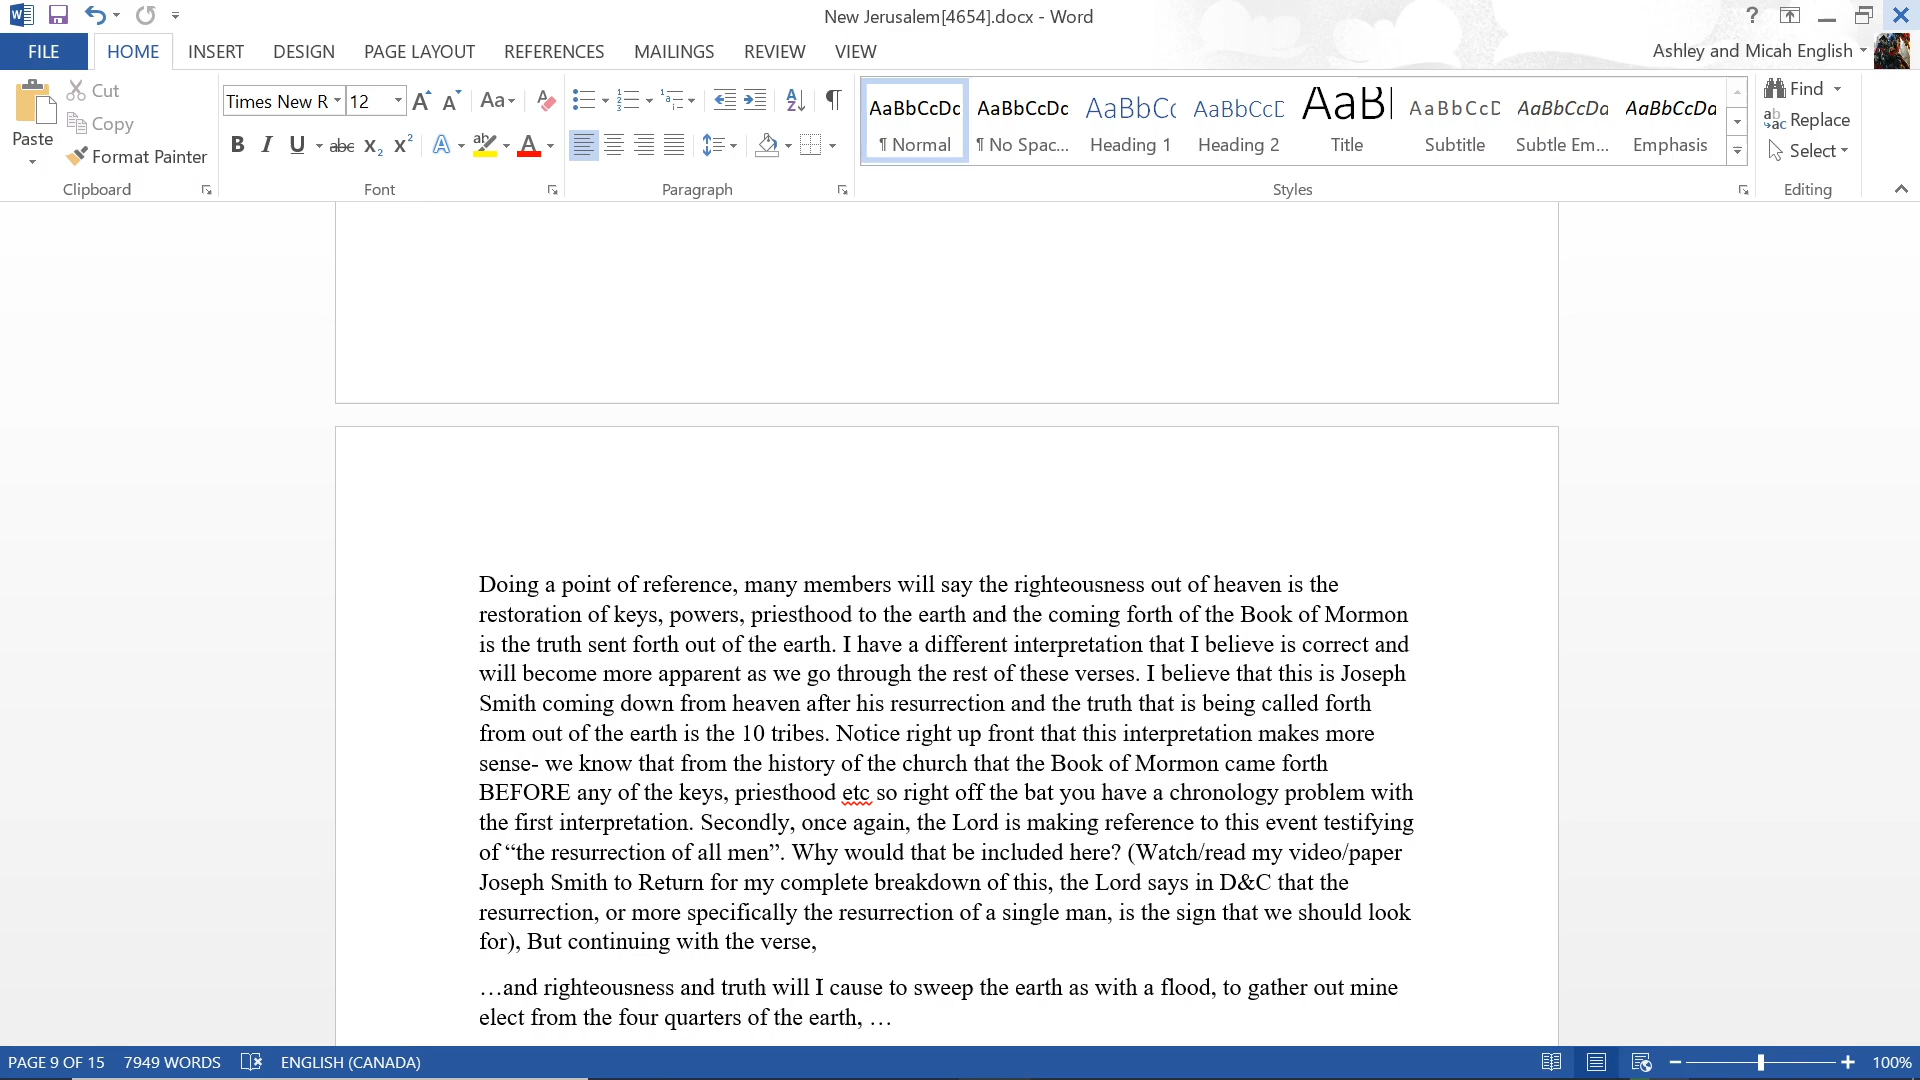 New Jerusalem[4654].docx - Word
?
FILE HOME INSERT DESIGN PAGE LAYOUT REFERENCES MAILINGS REVIEW VIEW Ashley and Micah English
Paste
Cut
Copy
Format Painter
Clipboard
Times New R 12
Font
Paragraph
AaBbCcDc AaBbCcDc AaBbCc AaBbCcD AaBl AaBbCcD AaBbCcDa AaBbCcDa
¶ Normal ¶ No Spac... Heading 1 Heading 2 Title Subtitle Subtle Em... Emphasis
Styles
Find
Replace
Select
Editing
Doing a point of reference, many members will say the righteousness out of heaven is the
restoration of keys, powers, priesthood to the earth and the coming forth of the Book of Mormon
is the truth sent forth out of the earth. I have a different interpretation that I believe is correct and
will become more apparent as we go through the rest of these verses. I believe that this is Joseph
Smith coming down from heaven after his resurrection and the truth that is being called forth
from out of the earth is the 10 tribes. Notice right up front that this interpretation makes more
sense- we know that from the history of the church that the Book of Mormon came forth
BEFORE any of the keys, priesthood etc so right off the bat you have a chronology problem with
the first interpretation. Secondly, once again, the Lord is making reference to this event testifying
of “the resurrection of all men”. Why would that be included here? (Watch/read my video/paper
Joseph Smith to Return for my complete breakdown of this, the Lord says in D&C that the
resurrection, or more specifically the resurrection of a single man, is the sign that we should look
for), But continuing with the verse,
…and righteousness and truth will I cause to sweep the earth as with a flood, to gather out mine
elect from the four quarters of the earth, …
PAGE 9 OF 15 7949 WORDS ENGLISH (CANADA) 100%